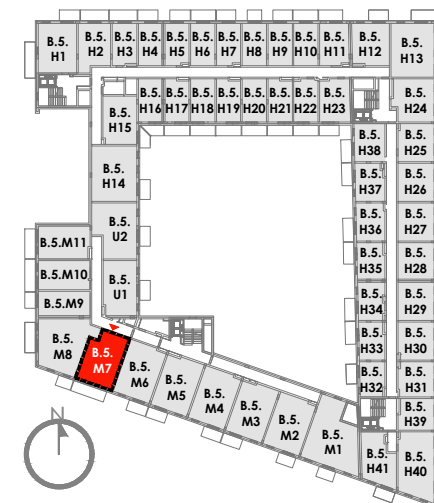 B.5.
H1
B.5.
H2
B.5.
H3
B.5.
H4
B.5.
H5
B.5.
H6
B.5.
H7
B.5.
H8
B.5.
H9
B.5.
H10
B.5.
H11
B.5.
H12
B.5.
H13
B.5.
H16
B.5.
H17
B.5.
H18
B.5.
H19
B.5.
H20
B.5.
H21
B.5.
H22
B.5.
H23
B.5.
H24
B.5.
H15
B.5.
H38
B.5.
H25
B.5.
H14
B.5.
H37
B.5.
H26
B.5.
U2
B.5.
H36
B.5.
H27
B.5.M11
B.5.
H35
B.5.
H28
B.5.M10
B.5.
U1
B.5.
H34
B.5.
H29
B.5.M9
B.5.
H33
B.5.
H30
B.5.
M8
B.5.
M7
B.5.
M6
B.5.
M5
B.5.
M4
B.5.
M3
B.5.
M2
B.5.
M1
B.5.
H32
B.5.
H31
B.5.
H39
B.5.
H41
B.5.
H40
N